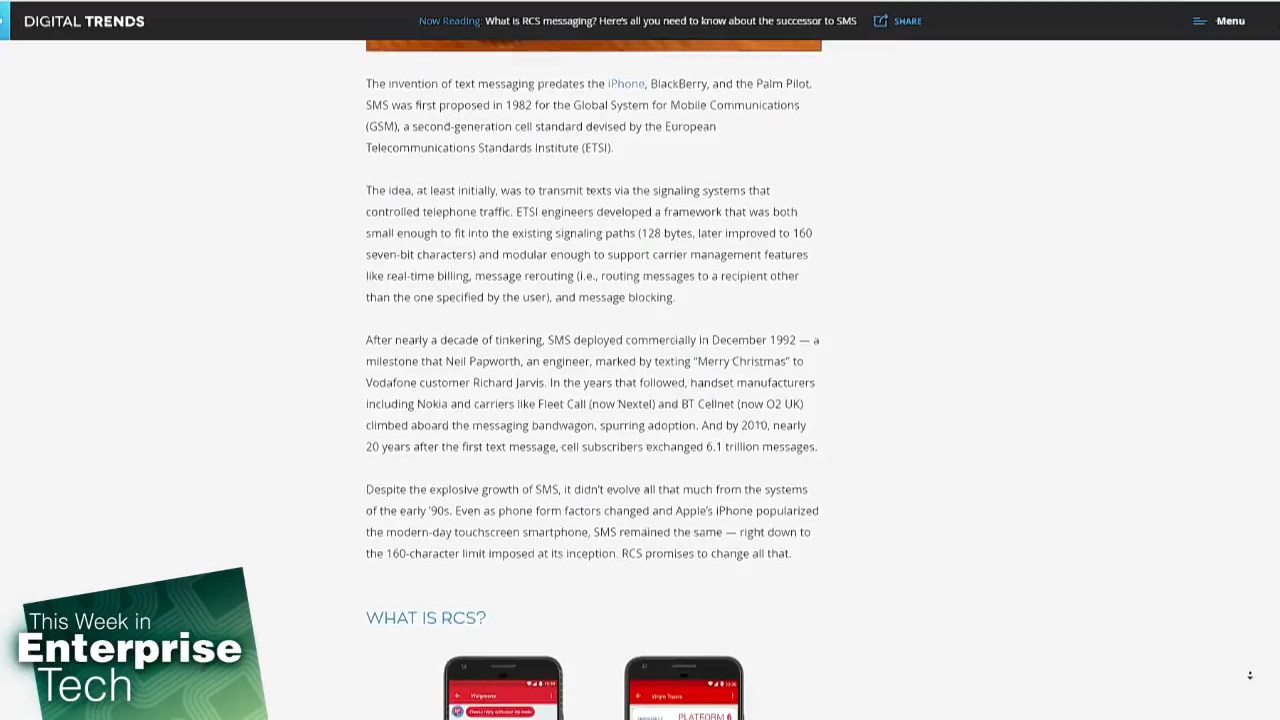 DIGITAL TRENDS
Now Reading: What is RCS messaging? Here's all you need to know about the successor to SMS
SHARE
Menu
The invention of text messaging predates the iPhone, BlackBerry, and the Palm Pilot.
SMS was first proposed in 1982 for the Global System for Mobile Communications
(GSM), a second-generation cell standard devised by the European
Telecommunications Standards Institute (ETSI).
The idea, at least initially, was to transmit texts via the signaling systems that
controlled telephone traffic. ETSI engineers developed a framework that was both
small enough to fit into the existing signaling paths (128 bytes, later improved to 160
seven-bit characters) and modular enough to support carrier management features
like real-time billing, message rerouting (i.e., routing messages to a recipient other
than the one specified by the user), and message blocking.
After nearly a decade of tinkering, SMS deployed commercially in December 1992 — a
milestone that Neil Papworth, an engineer, marked by texting “Merry Christmas” to
Vodafone customer Richard Jarvis. In the years that followed, handset manufacturers
including Nokia and carriers like Fleet Call (now Nextel) and BT Cellnet (now O2 UK)
climbed aboard the messaging bandwagon, spurring adoption. And by 2010, nearly
20 years after the first text message, cell subscribers exchanged 6.1 trillion messages.
Despite the explosive growth of SMS, it didn’t evolve all that much from the systems
of the early ’90s. Even as phone form factors changed and Apple’s iPhone popularized
the modern-day touchscreen smartphone, SMS remained the same — right down to
the 160-character limit imposed at its inception. RCS promises to change all that.
WHAT IS RCS?
This Week in
Enterprise
Tech
Walgreens
Virgin Trains
PLATFORM 6